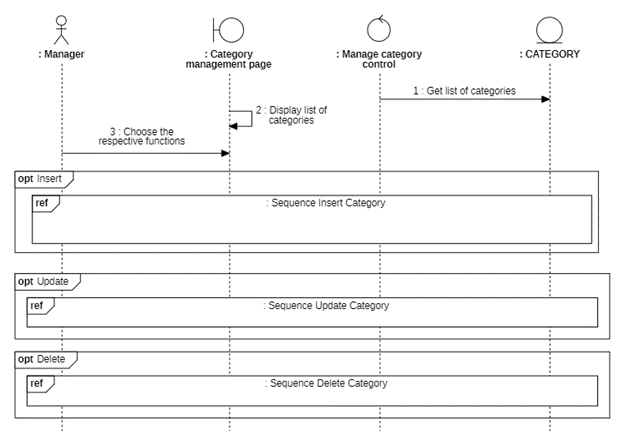 : Manager
: Category
management page
: Manage category
control
: CATEGORY
1 : Get list of categories
2 : Display list of
categories
3 : Choose the
respective functions
opt Insert
ref
: Sequence Insert Category
opt Update
ref
: Sequence Update Category
opt Delete
ref
: Sequence Delete Category